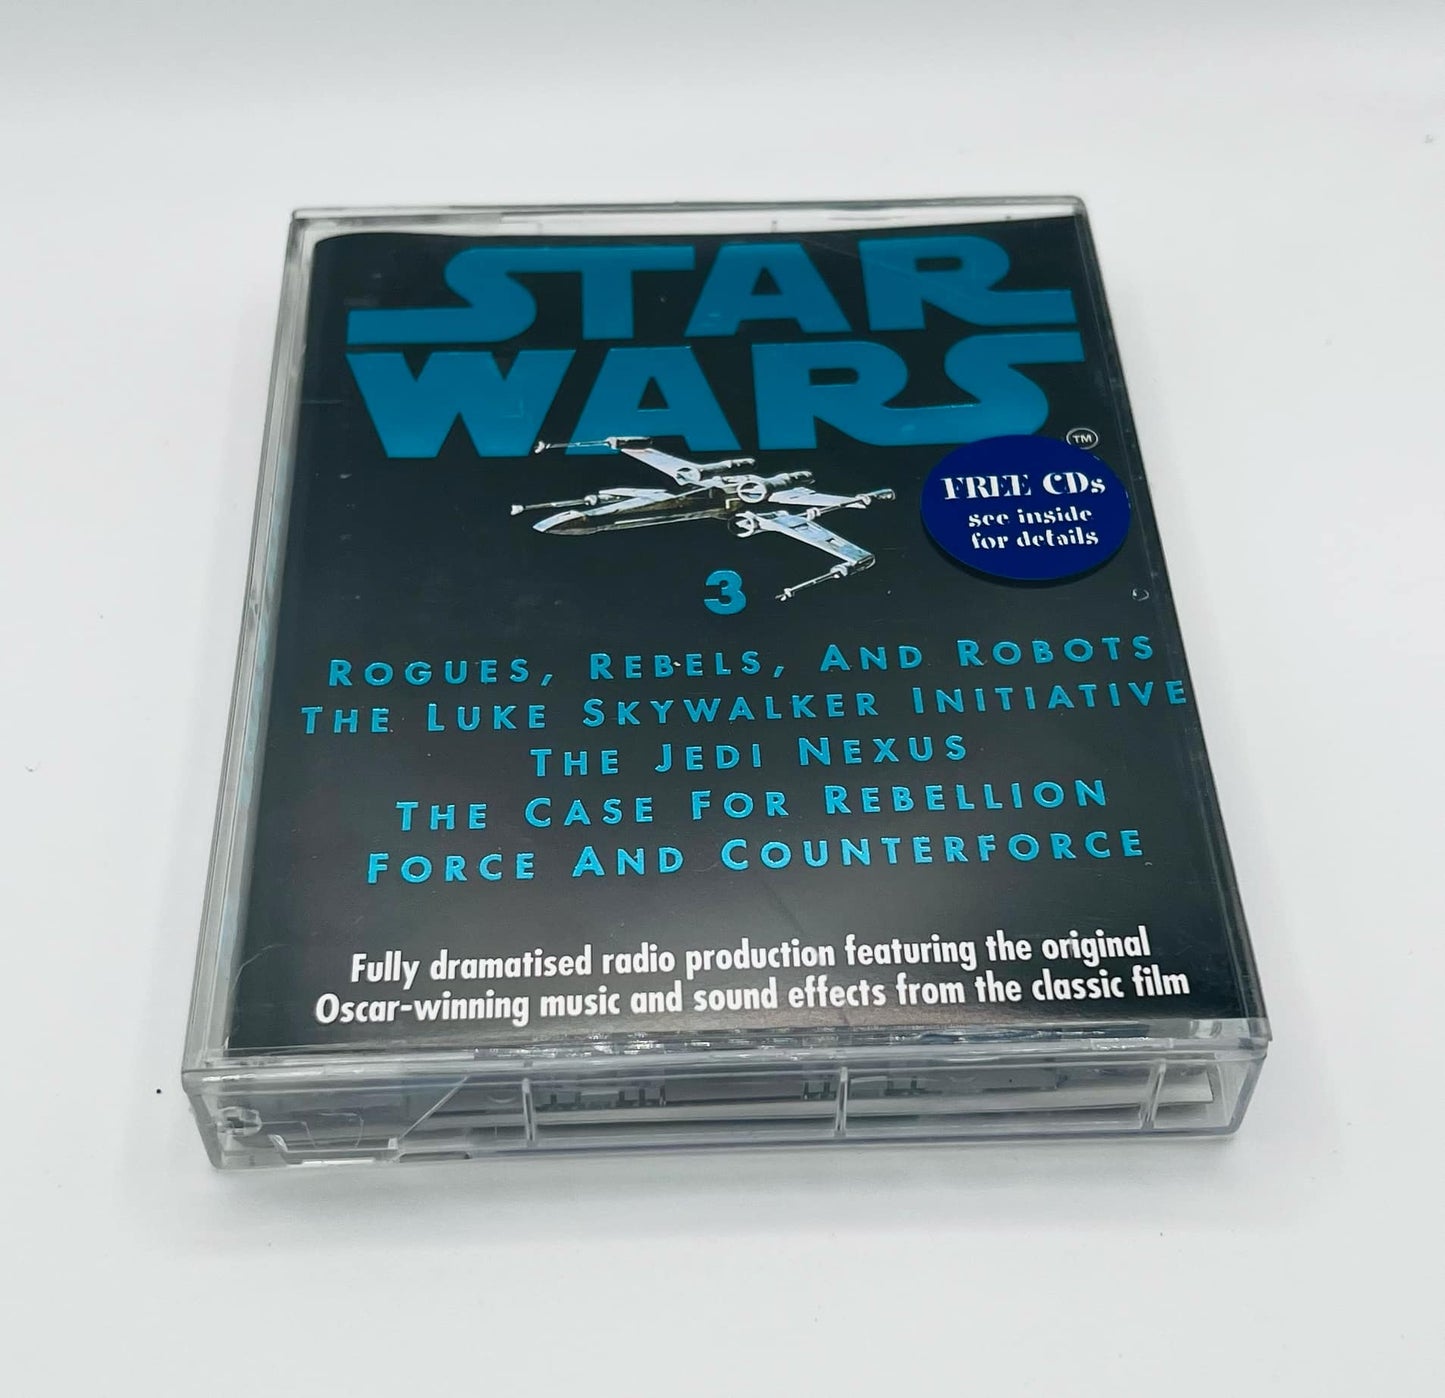 STAR
WARS
TM
FREE CDs
see inside
for details
3
ROGUES, REBELS, AND ROBOTS
THE LUKE SKYWALKER INITIATIVE
THE JEDI NEXUS
THE CASE FOR REBELLION
FORCE AND COUNTERFORCE
Fully dramatised radio production featuring the original
Oscar-winning music and sound effects from the classic film